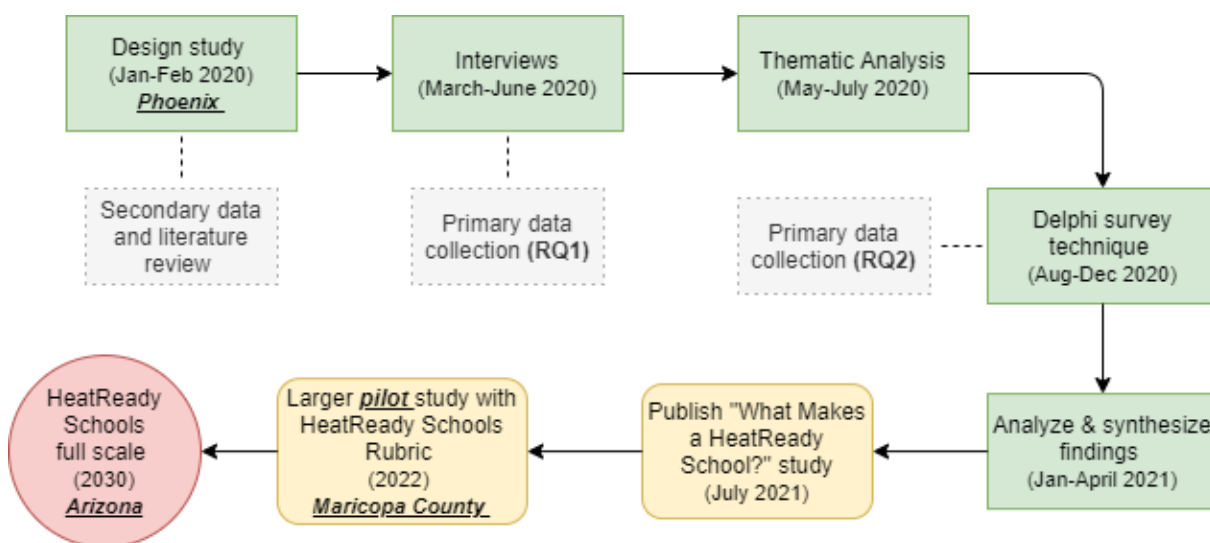 Design study
(Jan-Feb 2020)
Phoenix
Interviews
(March-June 2020)
Thematic Analysis
(May-July 2020)
Secondary data
and literature
review
Primary data
collection (RQ1)
Primary data
collection (RQ2)
Delphi survey
technique
(Aug-Dec 2020)
HeatReady
Schools
full scale
(2030)
Arizona
Larger pilot study with
HeatReady Schools
Rubric
(2022)
Maricopa County
Publish "What Makes
a HeatReady
School?" study
(July 2021)
Analyze & synthesize
findings
(Jan-April 2021)